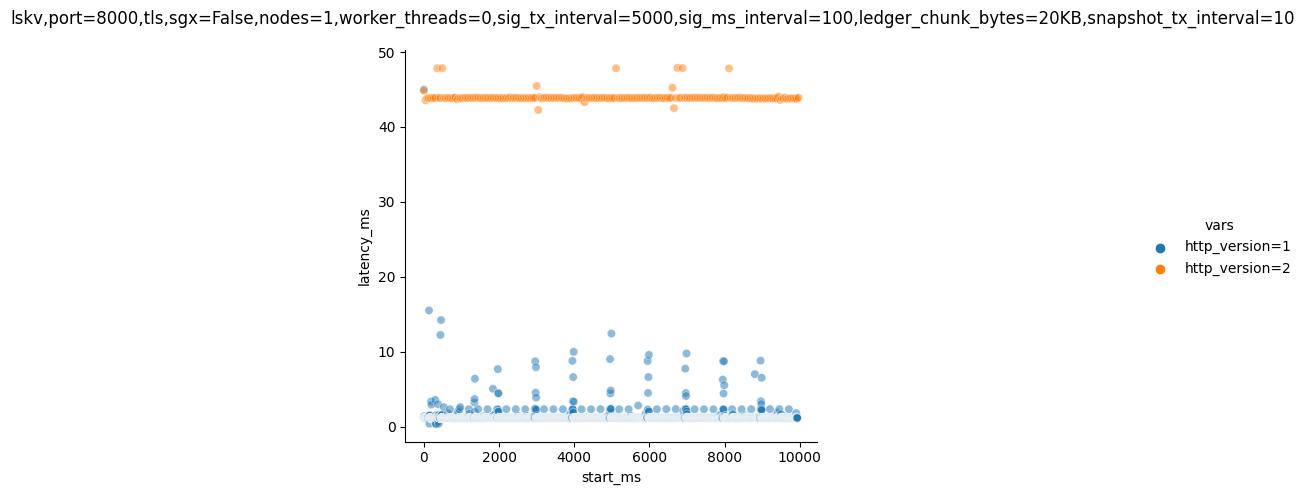 lskv,port=8000,tls,sgx=False,nodes=1,worker_threads=0,sig_tx_interval=5000,sig_ms_interval=100,ledger_chunk_bytes=20KB,snapshot_tx_interval=10
50
40
30
20
10
0
latency_ms
0 2000 4000 6000 8000 10000
start_ms
vars
http_version=1
http_version=2